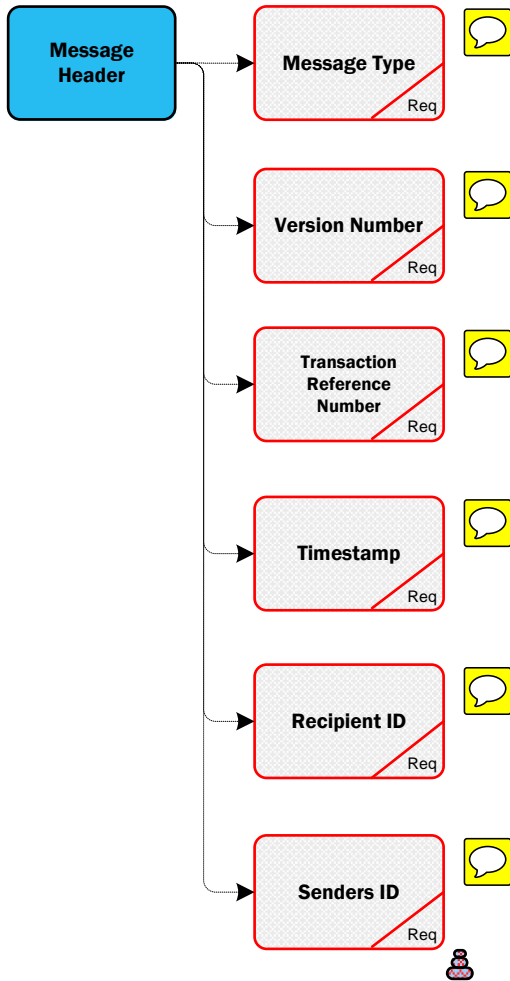 Message
Header
Message Type
Req
Version Number
Req
Transaction
Reference
Number
Req
Timestamp
Req
Recipient ID
Req
Senders ID
Req